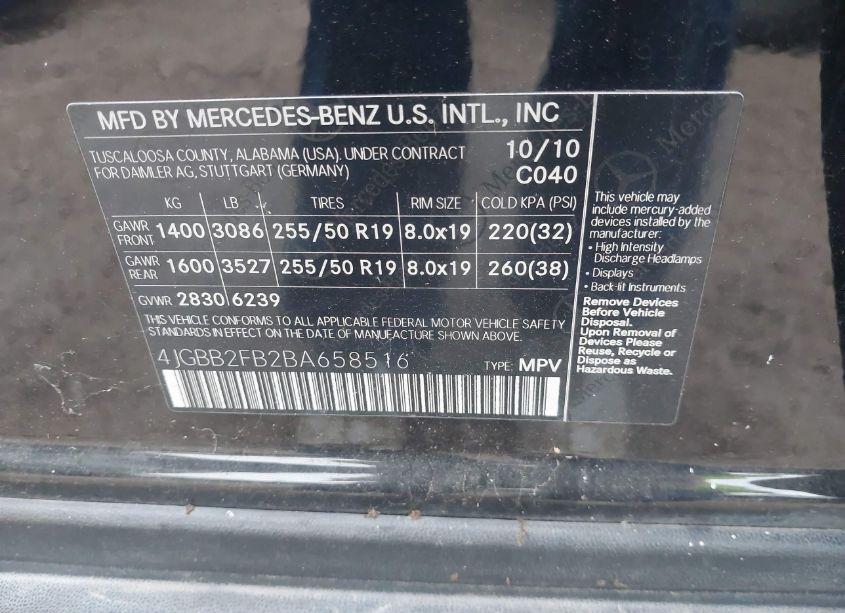 MFD BY MERCEDES-BENZ U.S. INTL., INC
TUSCALOOSA COUNTY, ALABAMA (USA). UNDER CONTRACT
FOR DAIMLER AG, STUTTGART (GERMANY)
10/10
C040
KG LB TIRES RIM SIZE COLD KPA (PSI)
GAWR FRONT 1400 3086 255/50 R19 8.0x19 220(32)
GAWR REAR 1600 3527 255/50 R19 8.0x19 260(38)
GVWR 2830 6239
THIS VEHICLE CONFORMS TO ALL APPLICABLE FEDERAL MOTOR VEHICLE SAFETY
STANDARDS IN EFFECT ON THE DATE OF MANUFACTURE SHOWN ABOVE.
4JGBB2FB2BA658516 TYPE: MPV
This vehicle may
include mercury-added
devices installed by the
manufacturer:
• High Intensity
Discharge Headlamps
• Displays
• Back-lit Instruments
Remove Devices
Before Vehicle
Disposal.
Upon Removal of
Devices Please
Reuse, Recycle or
Dispose as
Hazardous Waste.